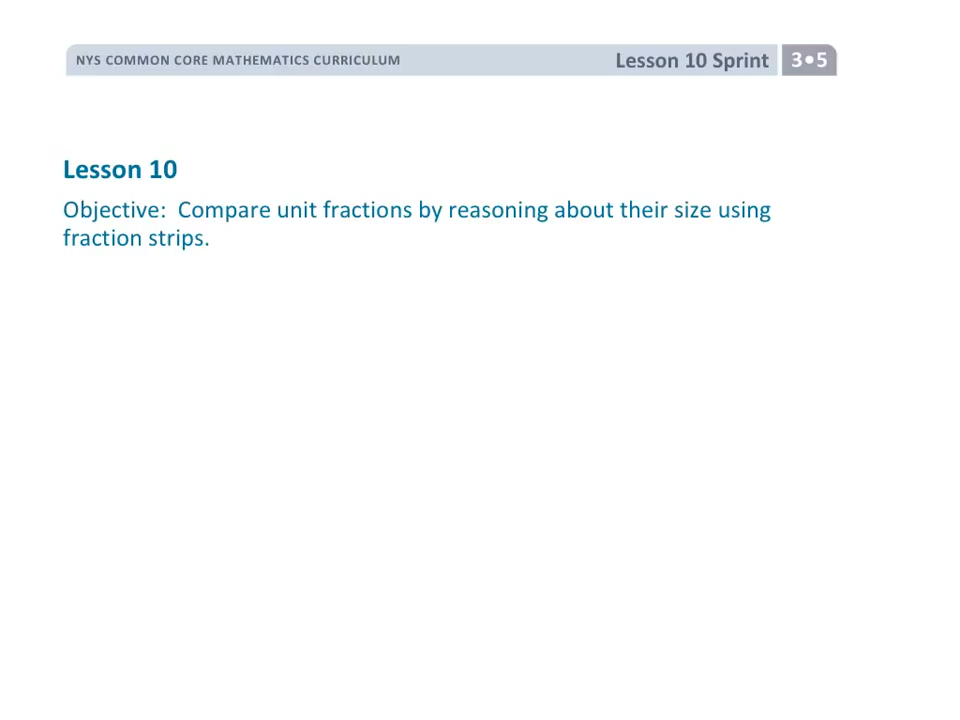 NYS COMMON CORE MATHEMATICS CURRICULUM
Lesson 10 Sprint
3•5
Lesson 10
Objective:  Compare unit fractions by reasoning about their size using
fraction strips.